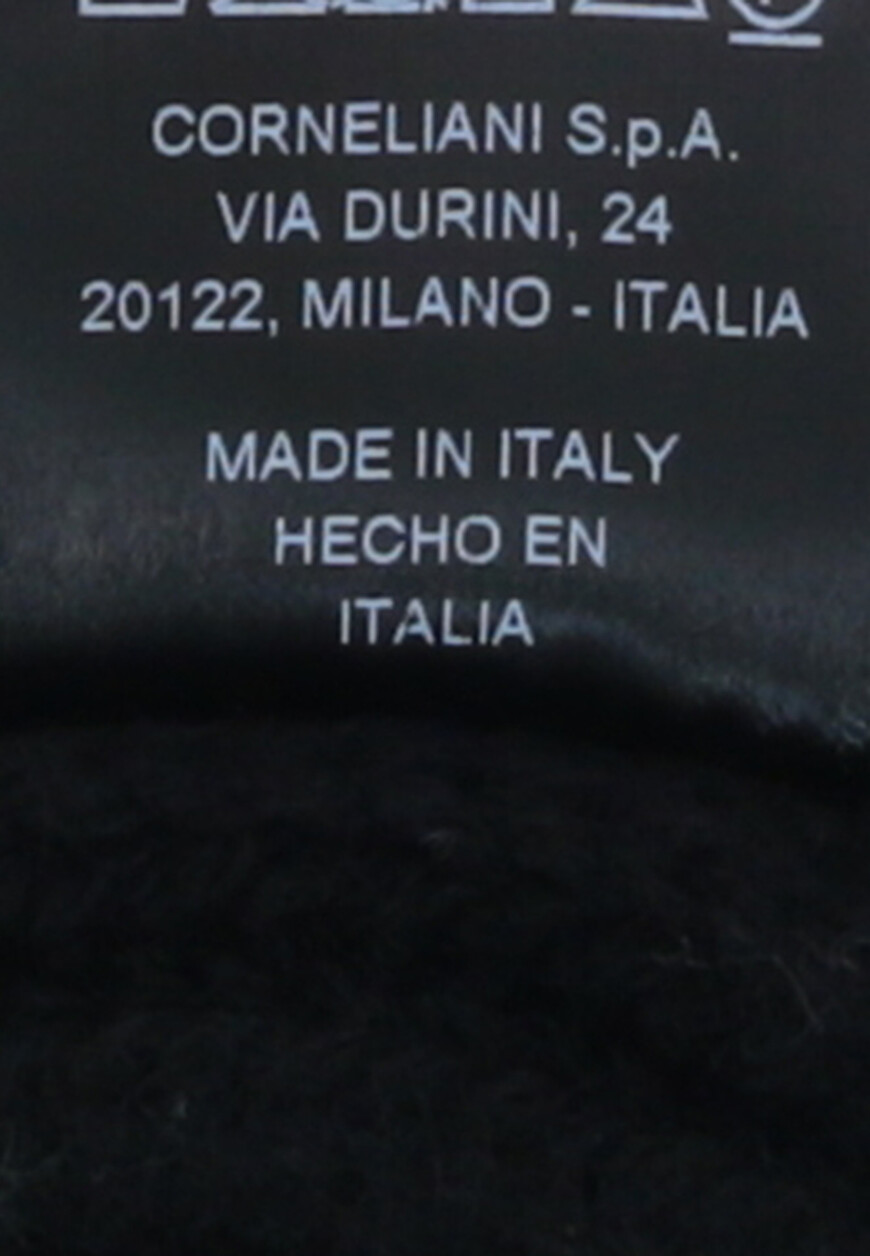 CORNELIANI S.p.A.
VIA DURINI, 24
20122, MILANO - ITALIA
MADE IN ITALY
HECHO EN
ITALIA